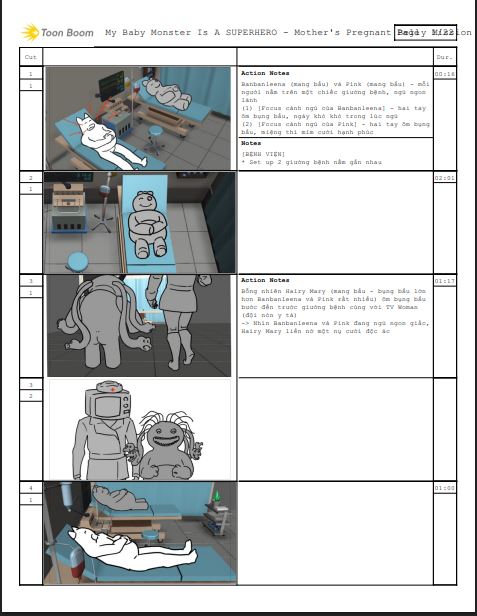 Toon Boom
My Baby Monster Is A SUPERHERO - Mother's Pregnant Belly Mission
Page 1/23
Cut
Dur.
1
00:16
1
Action Notes
Banbanleena (mang bầu) và Pink (mang bầu) - mỗi
người nằm trên một chiếc giường bệnh, ngủ ngon
lành
(1) [Focus cảnh ngủ của Banbanleena] - hai tay
ôm bụng bầu, ngáy khò khò trong lúc ngủ
(2) [Focus cảnh ngủ của Pink] - hai tay ôm bụng
bầu, miệng thì mỉm cười hạnh phúc
Notes
[BỆNH VIỆN]
* Set up 2 giường bệnh nằm gần nhau
2
02:01
1
3
01:17
1
Action Notes
Bỗng nhiên Hairy Mary (mang bầu - bụng bầu lớn
hơn Banbanleena và Pink rất nhiều) ôm bụng bầu
bước đến trước giường bệnh cùng với TV Woman
(đội nón y tá)
-> Nhìn Banbanleena và Pink đang ngủ ngon giấc,
Hairy Mary liền nở một nụ cười độc ác
3
2
4
01:00
1